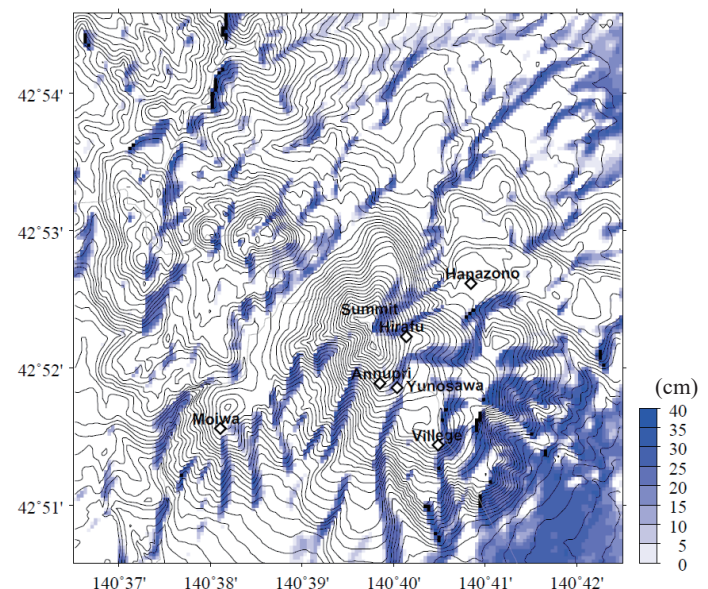 42°54'
42°53'
Hanazono
Summit
Hirafu
42°52'
Annupri
Yunosawa
(cm)
Moiwa
Villege
40
35
30
25
20
15
10
5
0
42°51'
140°37' 140°38' 140°39' 140°40' 140°41' 140°42'